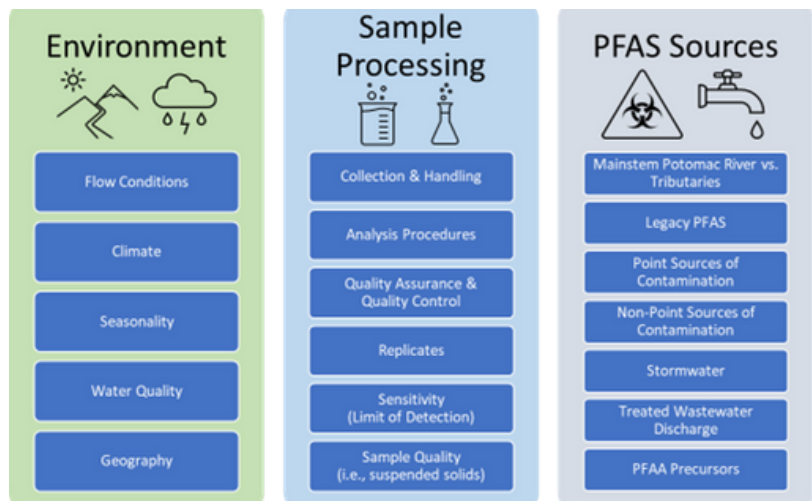 Environment
Flow Conditions
Climate
Seasonality
Water Quality
Geography
Sample
Processing
Collection & Handling
Analysis Procedures
Quality Assurance &
Quality Control
Replicates
Sensitivity
(Limit of Detection)
Sample Quality
(i.e., suspended solids)
PFAS Sources
Mainstem Potomac River vs.
Tributaries
Legacy PFAS
Point Sources of
Contamination
Non-Point Sources of
Contamination
Stormwater
Treated Wastewater
Discharge
PFAA Precursors